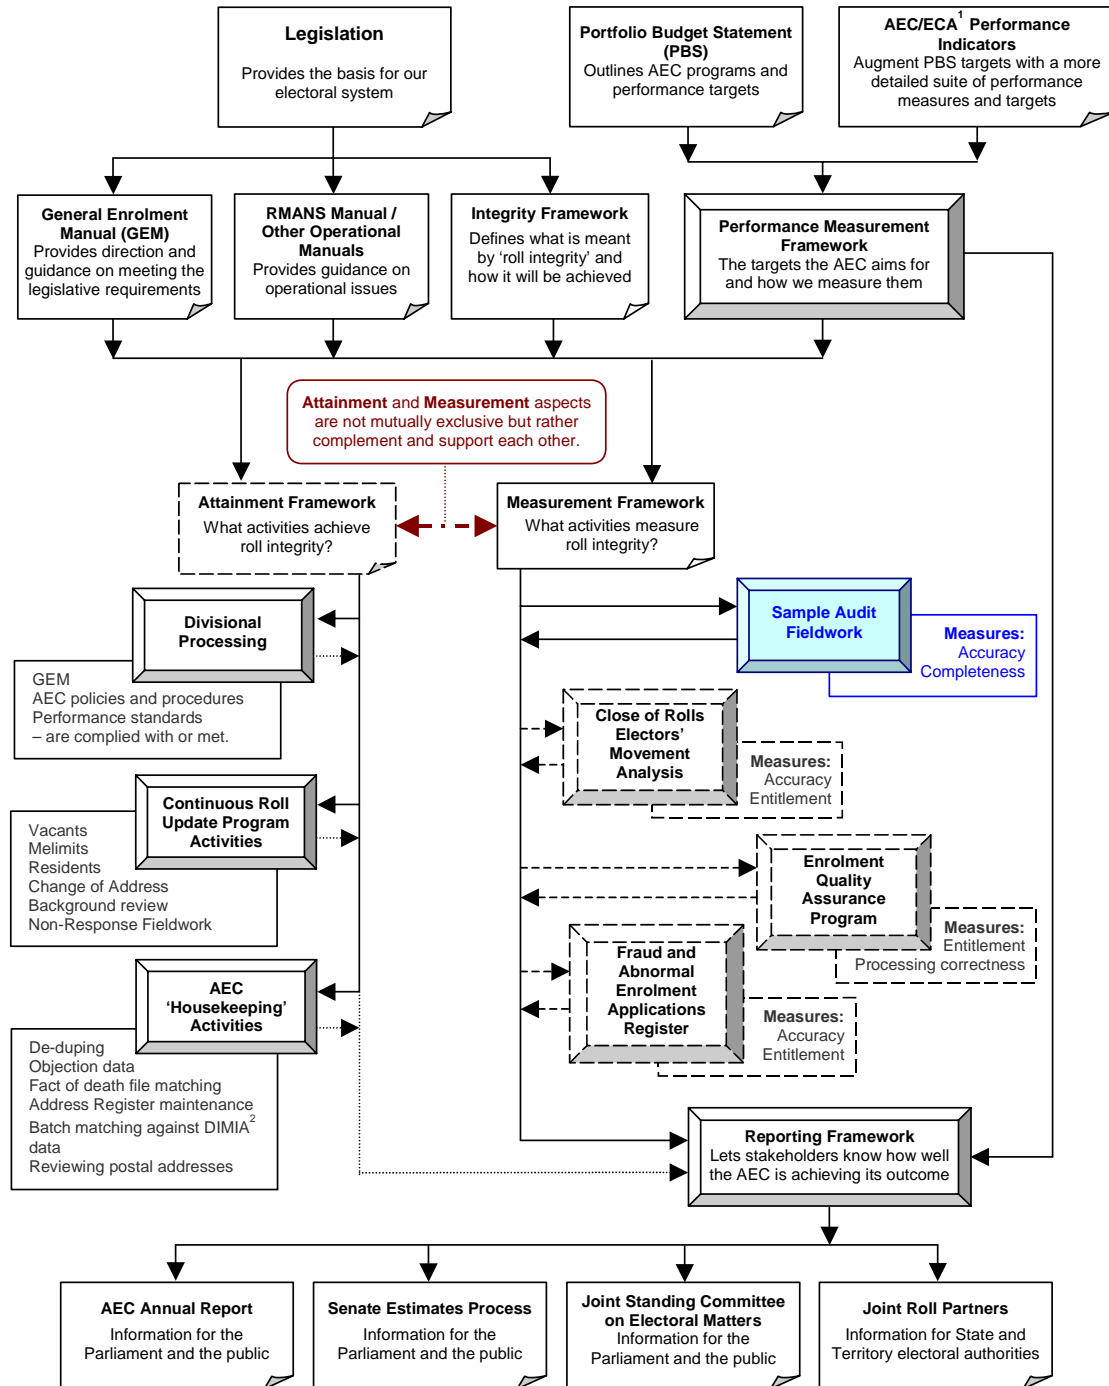 Legislation
Provides the basis for our
electoral system
Portfolio Budget Statement
(PBS)
Outlines AEC programs and
performance targets
AEC/ECA1 Performance
Indicators
Augment PBS targets with a more
detailed suite of performance
measures and targets
General Enrolment
Manual (GEM)
Provides direction and
guidance on meeting the
legislative requirements
RMANS Manual /
Other Operational
Manuals
Provides guidance on
operational issues
Integrity Framework
Defines what is meant
by ‘roll integrity’ and
how it will be achieved
Performance Measurement
Framework
The targets the AEC aims for
and how we measure them
Attainment and Measurement aspects
are not mutually exclusive but rather
complement and support each other.
Attainment Framework
What activities achieve
roll integrity?
Measurement Framework
What activities measure
roll integrity?
Divisional
Processing
GEM
AEC policies and procedures
Performance standards
– are complied with or met.
Sample Audit
Fieldwork
Measures:
Accuracy
Completeness
Close of Rolls
Electors’
Movement
Analysis
Measures:
Accuracy
Entitlement
Continuous Roll
Update Program
Activities
Vacants
Melimits
Residents
Change of Address
Background review
Non-Response Fieldwork
Enrolment
Quality
Assurance
Program
Measures:
Entitlement
Processing correctness
Fraud and
Abnormal
Enrolment
Applications
Register
Measures:
Accuracy
Entitlement
AEC
‘Housekeeping’
Activities
De-duping
Objection data
Fact of death file matching
Address Register maintenance
Batch matching against DIMIA2
data
Reviewing postal addresses
Reporting Framework
Lets stakeholders know how well
the AEC is achieving its outcome
AEC Annual Report
Information for the
Parliament and the public
Senate Estimates Process
Information for the
Parliament and the public
Joint Standing Committee
on Electoral Matters
Information for the
Parliament and the public
Joint Roll Partners
Information for State and
Territory electoral authorities